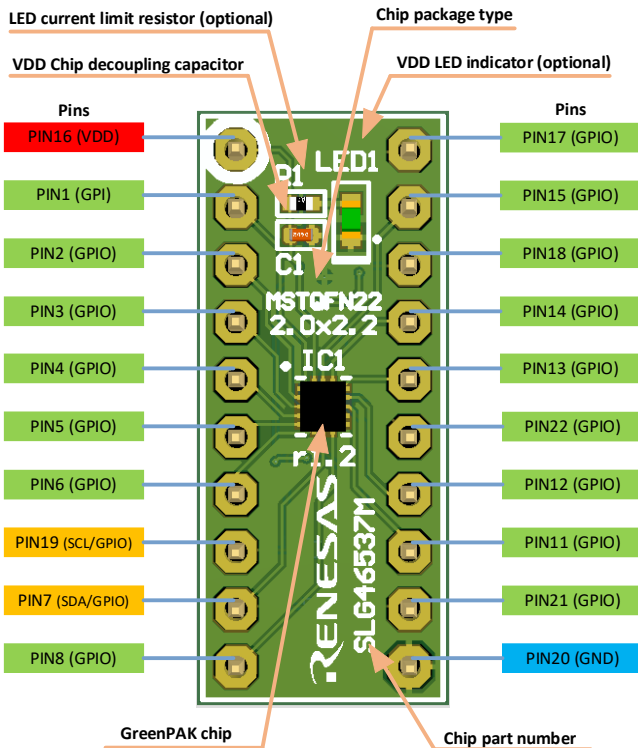 LED current limit resistor (optional)
Chip package type
VDD Chip decoupling capacitor
VDD LED indicator (optional)
Pins
Pins
PIN16 (VDD)
PIN17 (GPIO)
PIN1 (GPI)
PIN15 (GPIO)
PIN2 (GPIO)
PIN18 (GPIO)
PIN3 (GPIO)
PIN14 (GPIO)
PIN4 (GPIO)
PIN13 (GPIO)
PIN5 (GPIO)
PIN22 (GPIO)
PIN6 (GPIO)
PIN12 (GPIO)
PIN19 (SCL/GPIO)
PIN11 (GPIO)
PIN7 (SDA/GPIO)
PIN21 (GPIO)
PIN8 (GPIO)
PIN20 (GND)
LED1
R1
C1
MSTQFN22
2.0x2.2
IC1
r1.2
RENESAS
SLG46537M
GreenPAK chip
Chip part number